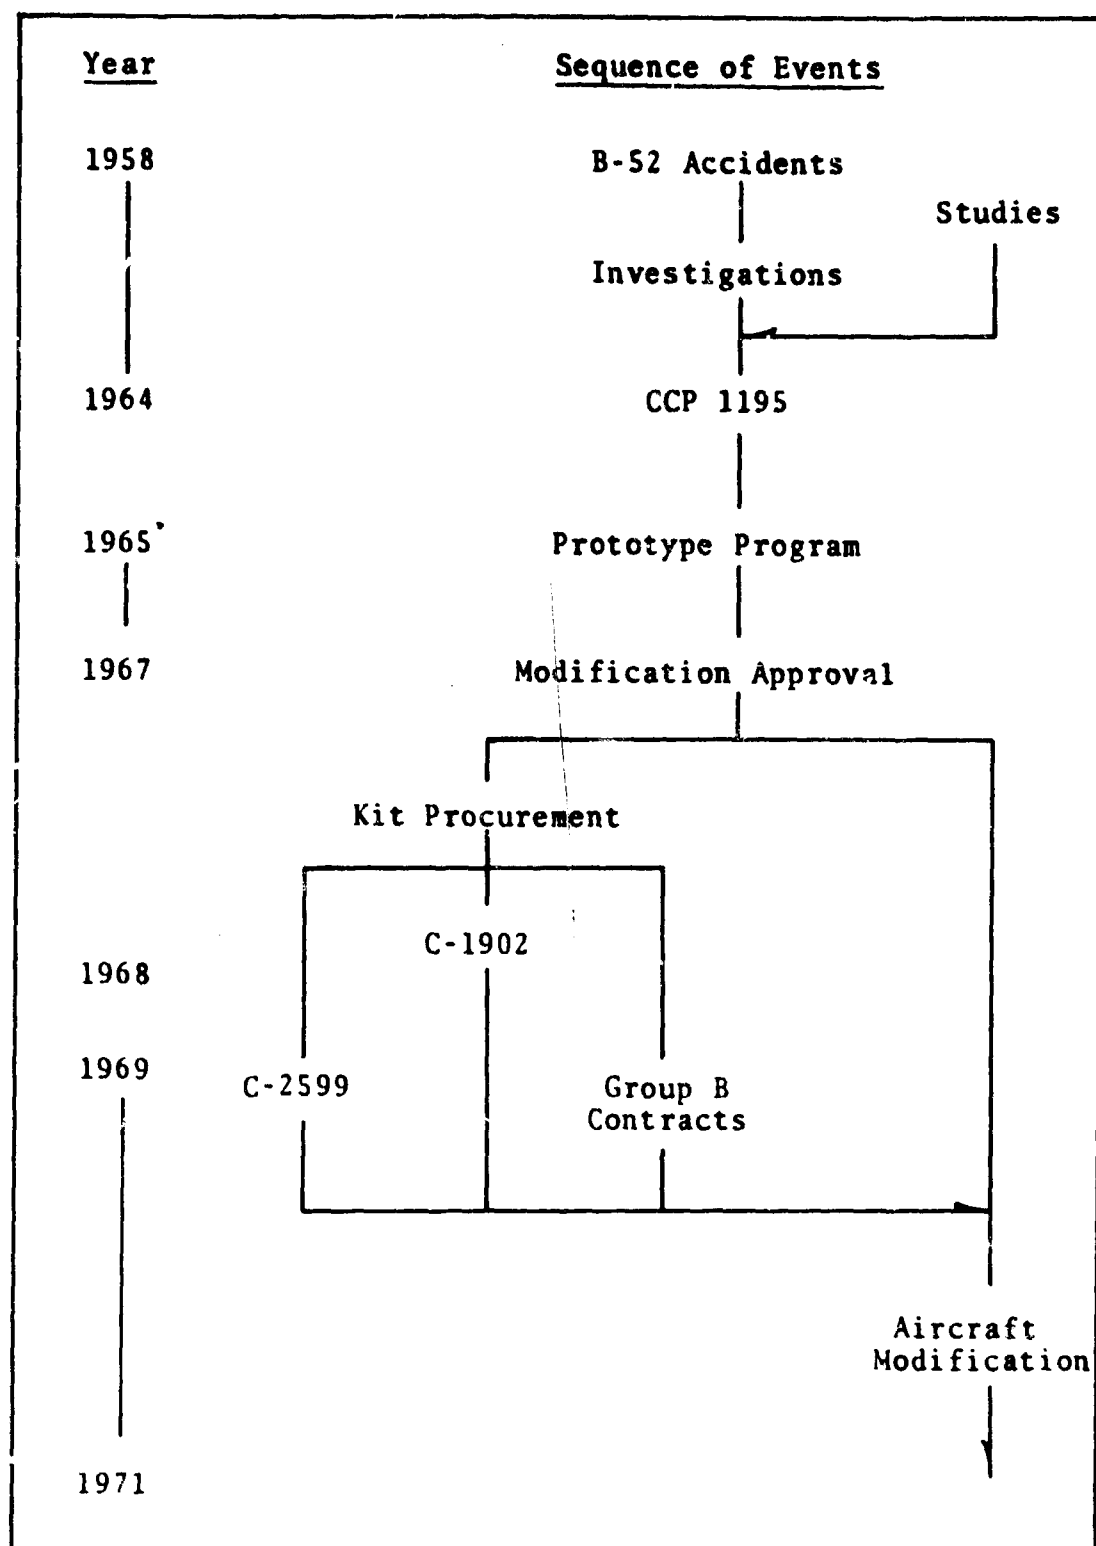 Year Sequence of Events
1958 B-52 Accidents
Studies
Investigations
1964 CCP 1195
1965 Prototype Program
1967 Modification Approval
Kit Procurement
C-1902
1968
1969
C-2599 Group B
Contracts
Aircraft
Modification
1971